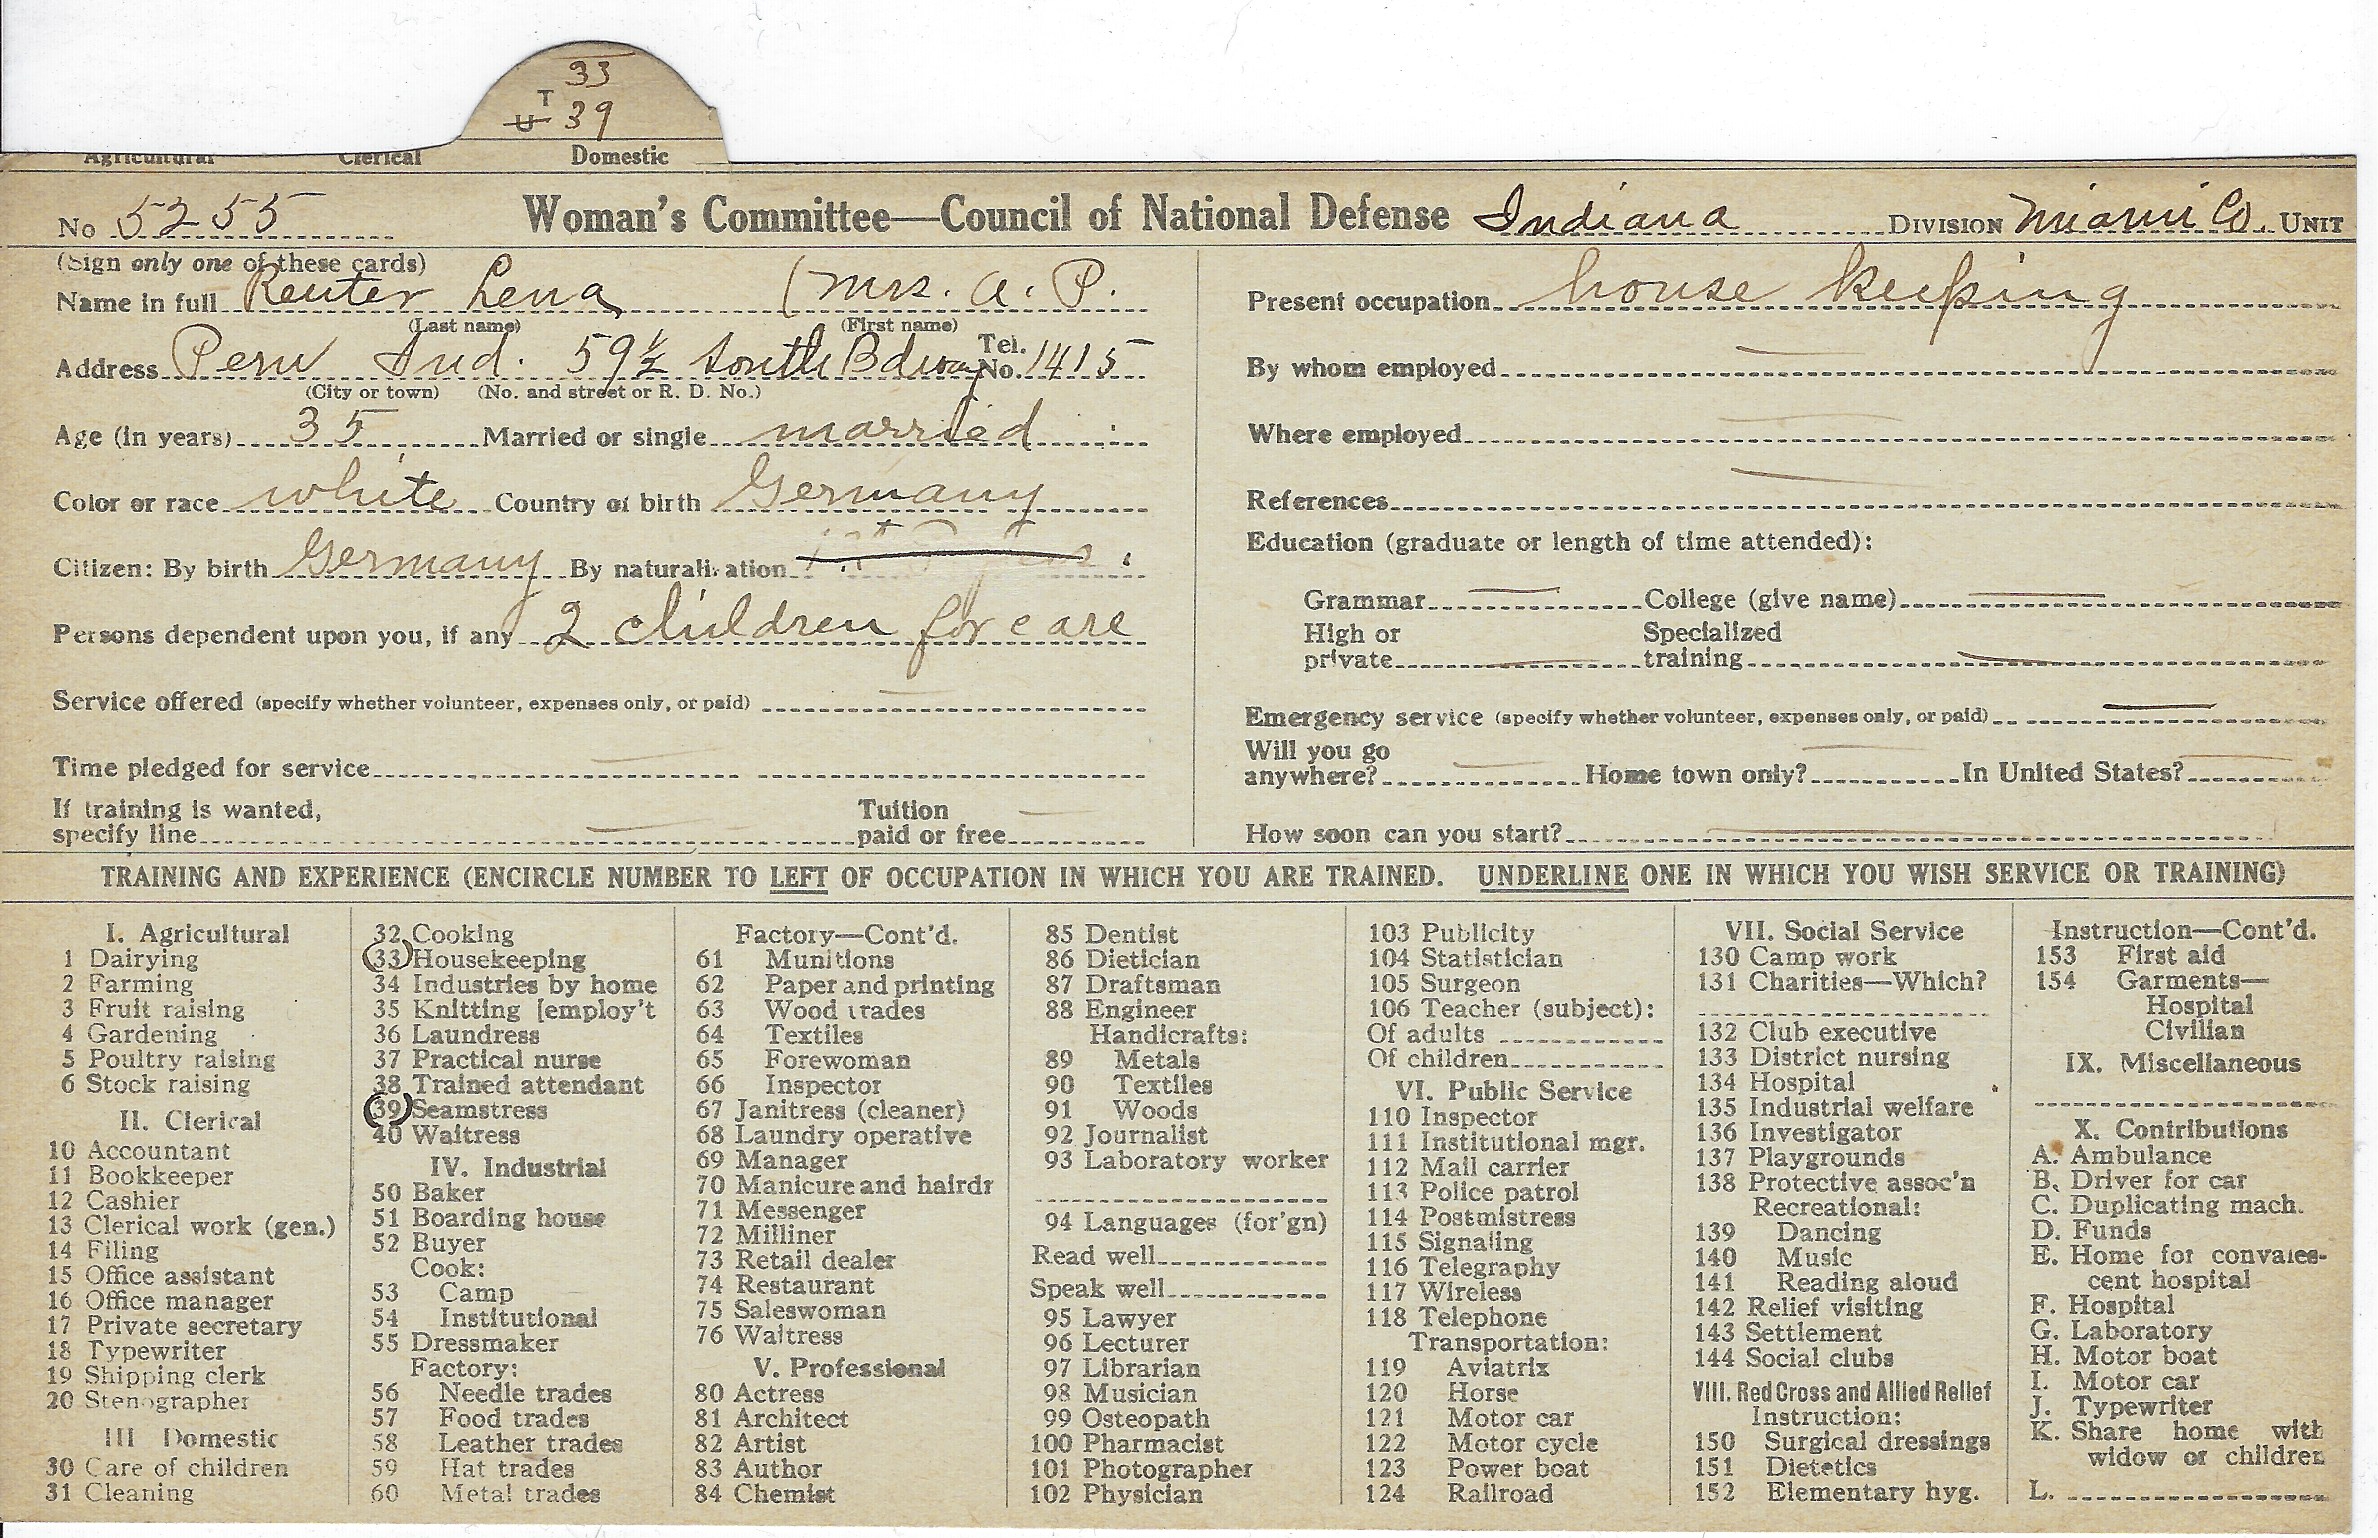 33
T
U 39
Agricultural Clerical Domestic
No 5255 Woman's Committee—Council of National Defense Indiana Division Miami Co. Unit
(Sign only one of these cards)
Name in full Reuter Lena (Mrs. A. P.
(Last name) (First name)
Address Peru Ind. 59½ South Bdway Tel. No. 1415
(City or town) (No. and street or R. D. No.)
Age (in years) 35 Married or single married
Color or race white Country of birth Germany
Citizen: By birth Germany By naturalization
Persons dependent upon you, if any 2 children for care
Service offered (specify whether volunteer, expenses only, or paid)
Time pledged for service
If training is wanted, specify line Tuition paid or free
Present occupation house keeping
By whom employed
Where employed
References
Education (graduate or length of time attended):
Grammar College (give name)
High or private Specialized training
Emergency service (specify whether volunteer, expenses only, or paid)
Will you go anywhere? Home town only? In United States?
How soon can you start?
TRAINING AND EXPERIENCE (ENCIRCLE NUMBER TO LEFT OF OCCUPATION IN WHICH YOU ARE TRAINED. UNDERLINE ONE IN WHICH YOU WISH SERVICE OR TRAINING)
I. Agricultural
1 Dairying
2 Farming
3 Fruit raising
4 Gardening
5 Poultry raising
6 Stock raising
II. Clerical
10 Accountant
11 Bookkeeper
12 Cashier
13 Clerical work (gen.)
14 Filing
15 Office assistant
16 Office manager
17 Private secretary
18 Typewriter
19 Shipping clerk
20 Stenographer
III Domestic
30 Care of children
31 Cleaning
32 Cooking
(33) Housekeeping
34 Industries by home
35 Knitting [employ't
36 Laundress
37 Practical nurse
38 Trained attendant
(39) Seamstress
40 Waitress
IV. Industrial
50 Baker
51 Boarding house
52 Buyer
Cook:
53 Camp
54 Institutional
55 Dressmaker
Factory:
56 Needle trades
57 Food trades
58 Leather trades
59 Hat trades
60 Metal trades
Factory—Cont'd.
61 Munitions
62 Paper and printing
63 Wood trades
64 Textiles
65 Forewoman
66 Inspector
67 Janitress (cleaner)
68 Laundry operative
69 Manager
70 Manicure and hairdr
71 Messenger
72 Milliner
73 Retail dealer
74 Restaurant
75 Saleswoman
76 Waitress
V. Professional
80 Actress
81 Architect
82 Artist
83 Author
84 Chemist
85 Dentist
86 Dietician
87 Draftsman
88 Engineer
Handicrafts:
89 Metals
90 Textiles
91 Woods
92 Journalist
93 Laboratory worker
94 Languages (for'gn)
Read well
Speak well
95 Lawyer
96 Lecturer
97 Librarian
98 Musician
99 Osteopath
100 Pharmacist
101 Photographer
102 Physician
103 Publicity
104 Statistician
105 Surgeon
106 Teacher (subject):
Of adults
Of children
VI. Public Service
110 Inspector
111 Institutional mgr.
112 Mail carrier
113 Police patrol
114 Postmistress
115 Signaling
116 Telegraphy
117 Wireless
118 Telephone
Transportation:
119 Aviatrix
120 Horse
121 Motor car
122 Motor cycle
123 Power boat
124 Railroad
VII. Social Service
130 Camp work
131 Charities—Which?
132 Club executive
133 District nursing
134 Hospital
135 Industrial welfare
136 Investigator
137 Playgrounds
138 Protective assoc'n
Recreational:
139 Dancing
140 Music
141 Reading aloud
142 Relief visiting
143 Settlement
144 Social clubs
VIII. Red Cross and Allied Relief
Instruction:
150 Surgical dressings
151 Dietetics
152 Elementary hyg.
Instruction—Cont'd.
153 First aid
154 Garments—
Hospital
Civilian
IX. Miscellaneous
X. Contributions
A. Ambulance
B. Driver for car
C. Duplicating mach.
D. Funds
E. Home for convales-
cent hospital
F. Hospital
G. Laboratory
H. Motor boat
I. Motor car
J. Typewriter
K. Share home with
widow or children
L.